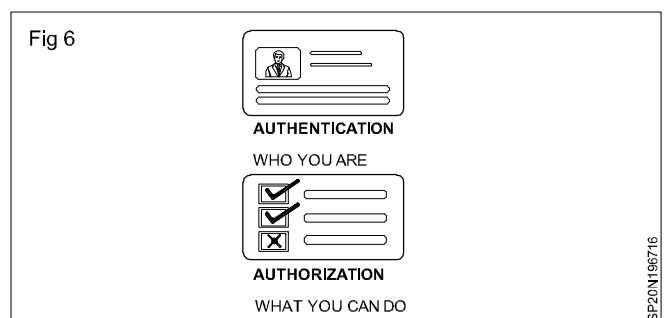 Fig 6
AUTHENTICATION
WHO YOU ARE
AUTHORIZATION
WHAT YOU CAN DO
SP20N196716